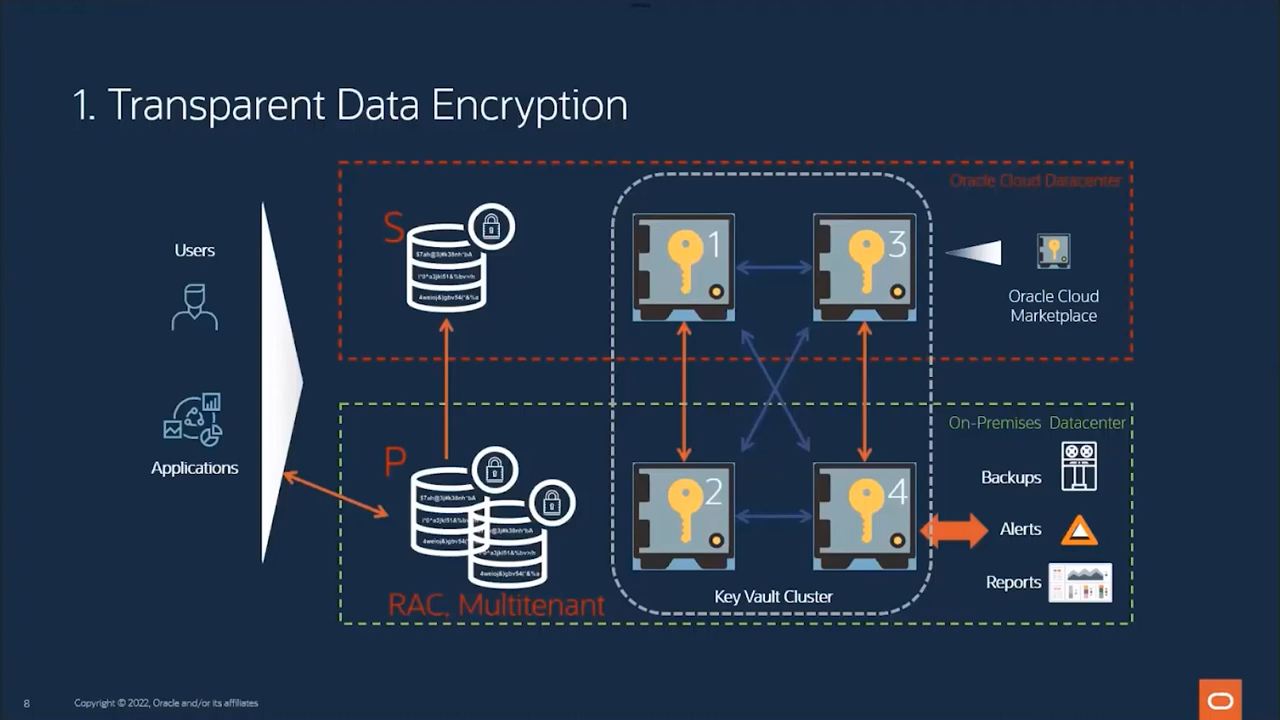 1. Transparent Data Encryption
Oracle Cloud Datacenter
Users
S
1
3
Oracle Cloud
Marketplace
Applications
P
On-Premises Datacenter
Backups
2
4
Alerts
Reports
RAC, Multitenant
Key Vault Cluster
8
Copyright © 2022, Oracle and/or its affiliates